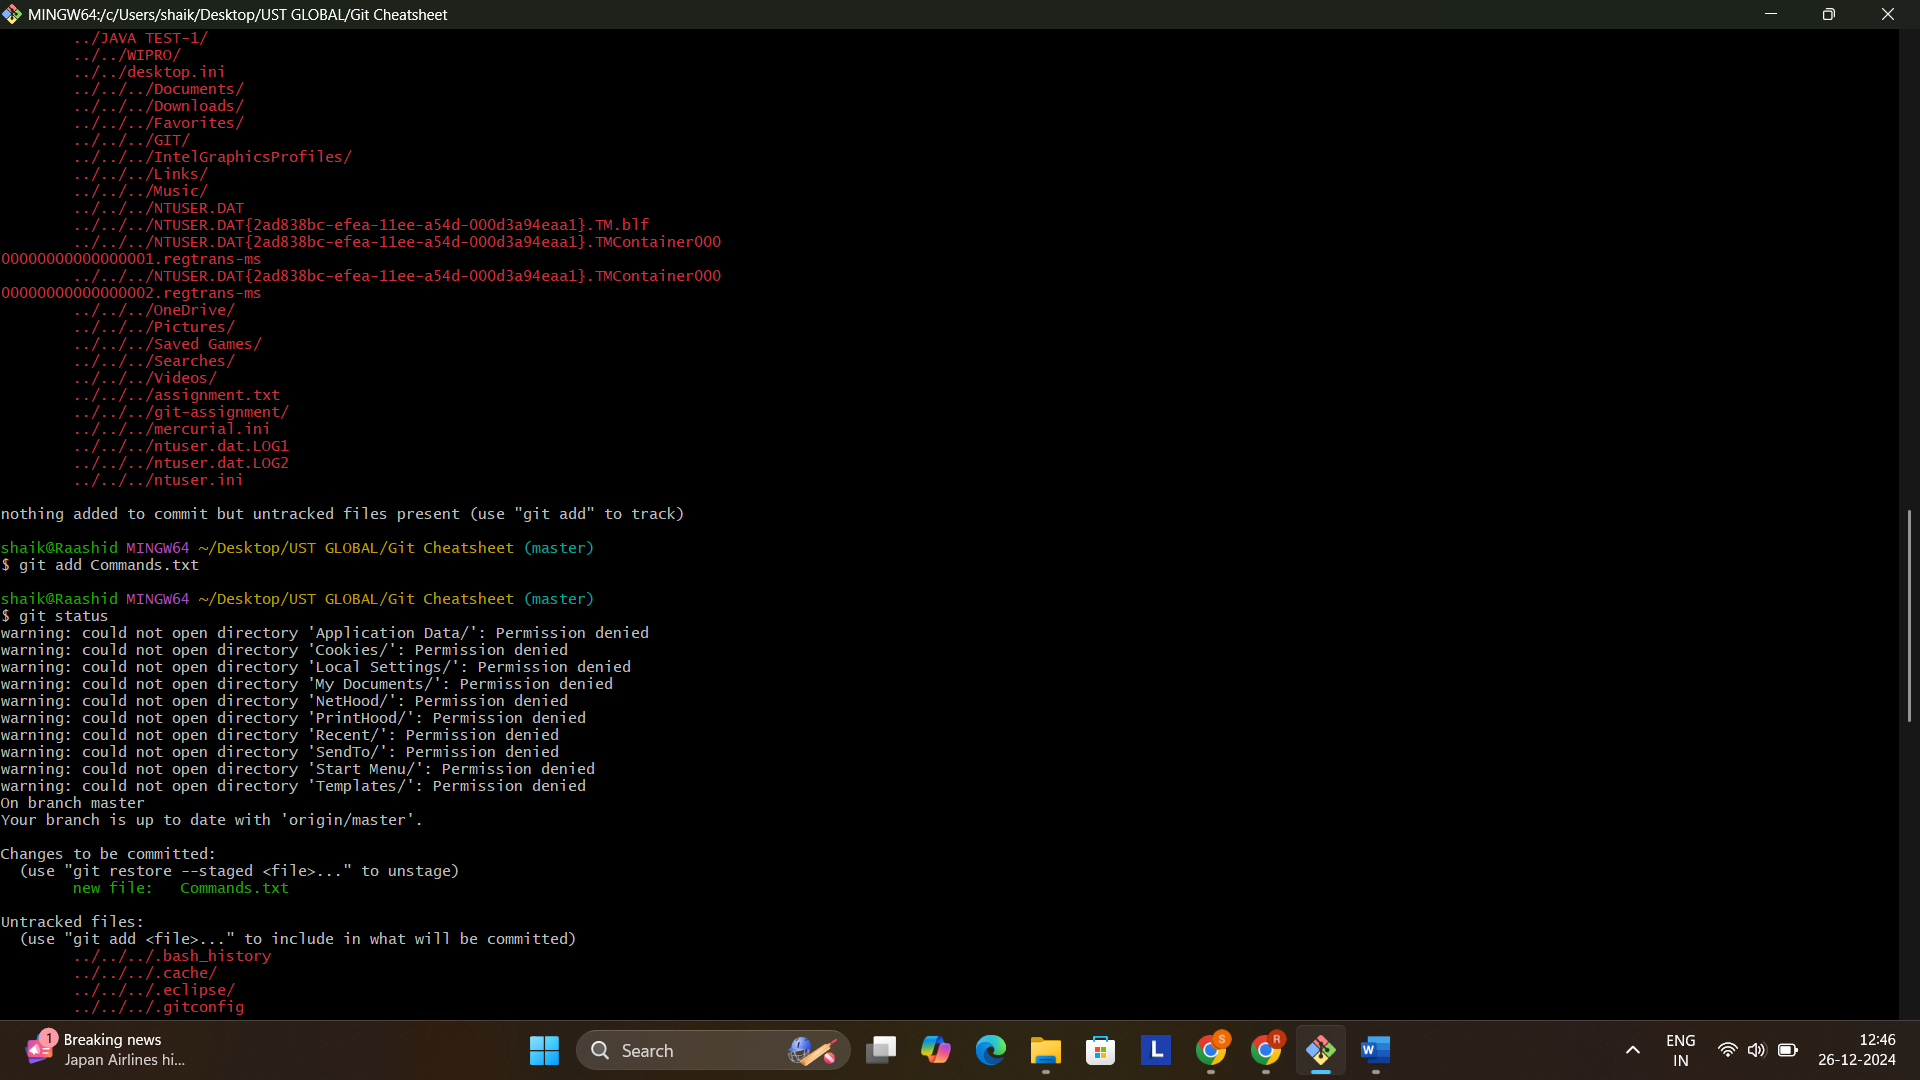 MINGW64:/c/Users/shaik/Desktop/UST GLOBAL/Git Cheatsheet
../JAVA TEST-1/
../../WIPRO/
../../desktop.ini
../../../Documents/
../../../Downloads/
../../../Favorites/
../../../GIT/
../../../IntelGraphicsProfiles/
../../../Links/
../../../Music/
../../../NTUSER.DAT
../../../NTUSER.DAT{2ad838bc-efea-11ee-a54d-000d3a94eaa1}.TM.blf
../../../NTUSER.DAT{2ad838bc-efea-11ee-a54d-000d3a94eaa1}.TMContainer000
00000000000000001.regtrans-ms
../../../NTUSER.DAT{2ad838bc-efea-11ee-a54d-000d3a94eaa1}.TMContainer000
00000000000000002.regtrans-ms
../../../OneDrive/
../../../Pictures/
../../../Saved Games/
../../../Searches/
../../../Videos/
../../../assignment.txt
../../../git-assignment/
../../../mercurial.ini
../../../ntuser.dat.LOG1
../../../ntuser.dat.LOG2
../../../ntuser.ini
nothing added to commit but untracked files present (use "git add" to track)
shaik@Raashid MINGW64 ~/Desktop/UST GLOBAL/Git Cheatsheet (master)
$ git add Commands.txt
shaik@Raashid MINGW64 ~/Desktop/UST GLOBAL/Git Cheatsheet (master)
$ git status
warning: could not open directory 'Application Data/': Permission denied
warning: could not open directory 'Cookies/': Permission denied
warning: could not open directory 'Local Settings/': Permission denied
warning: could not open directory 'My Documents/': Permission denied
warning: could not open directory 'NetHood/': Permission denied
warning: could not open directory 'PrintHood/': Permission denied
warning: could not open directory 'Recent/': Permission denied
warning: could not open directory 'SendTo/': Permission denied
warning: could not open directory 'Start Menu/': Permission denied
warning: could not open directory 'Templates/': Permission denied
On branch master
Your branch is up to date with 'origin/master'.
Changes to be committed:
(use "git restore --staged <file>..." to unstage)
new file:   Commands.txt
Untracked files:
(use "git add <file>..." to include in what will be committed)
../../../.bash_history
../../../.cache/
../../../.eclipse/
../../../.gitconfig
1
Breaking news
Japan Airlines hi...
Search
L
S
R
W
ENG
IN
12:46
26-12-2024